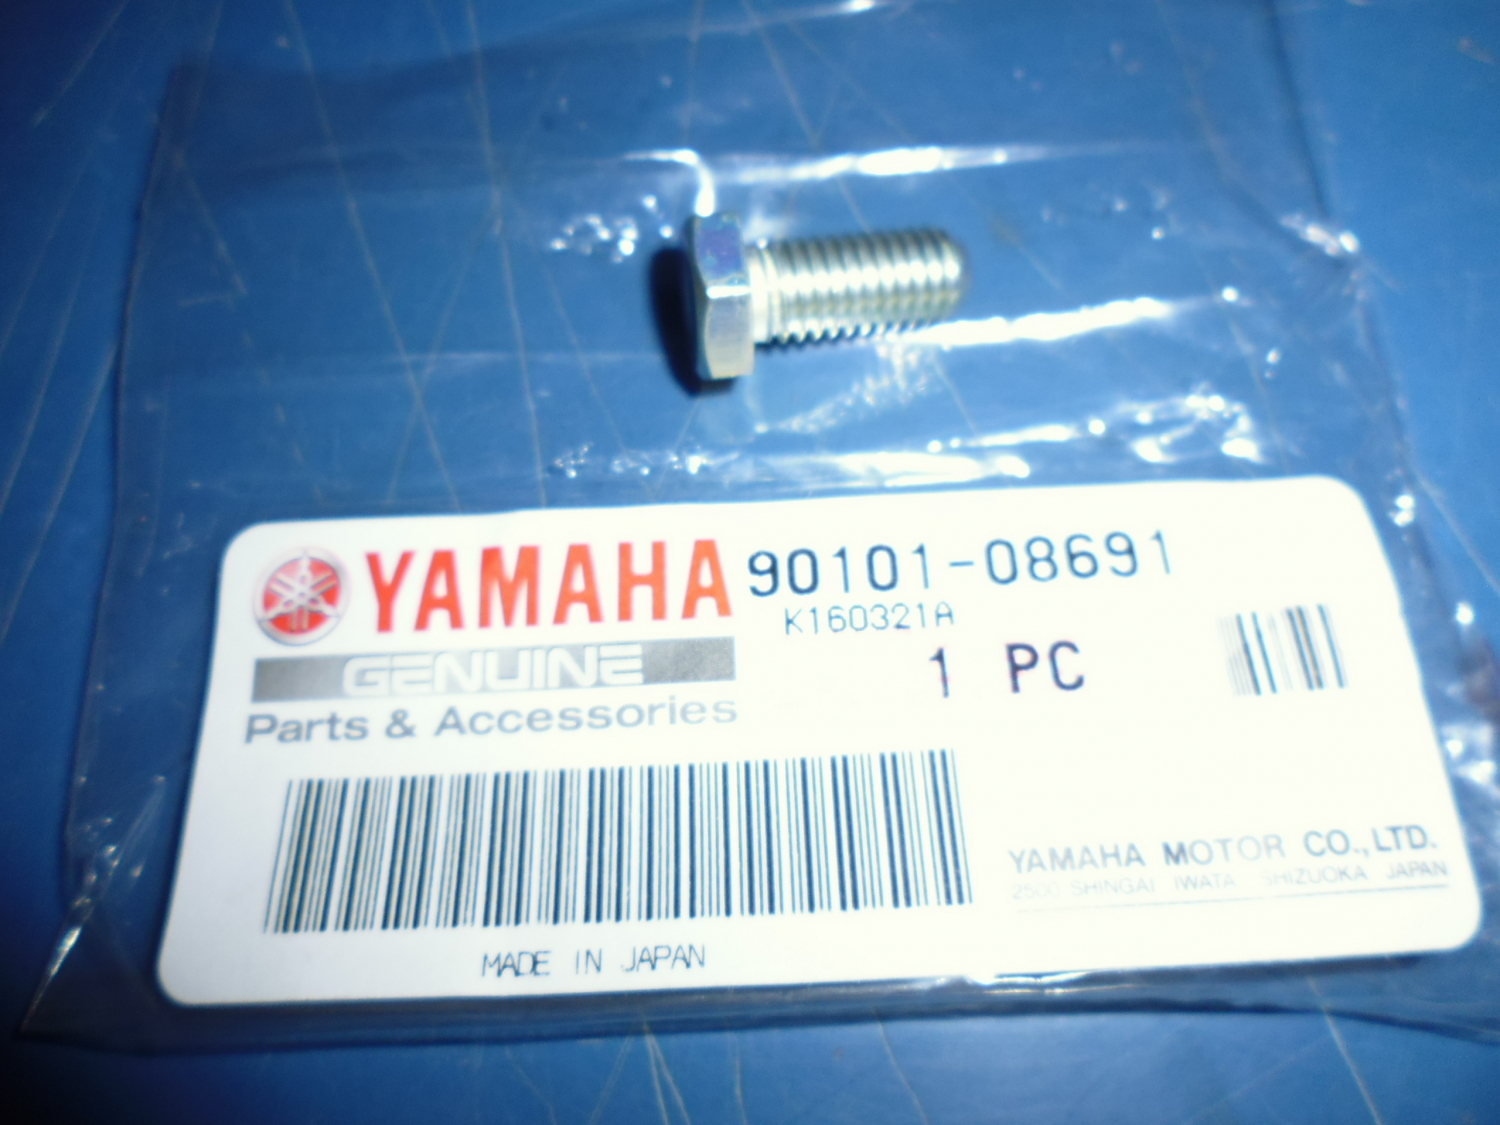 YAMAHA 90101-08691
K160321A
GENUINE
1 PC
Parts & Accessories
YAMAHA MOTOR CO.,LTD.
2500 SHINGAI IWATA SHIZUOKA JAPAN
MADE IN JAPAN